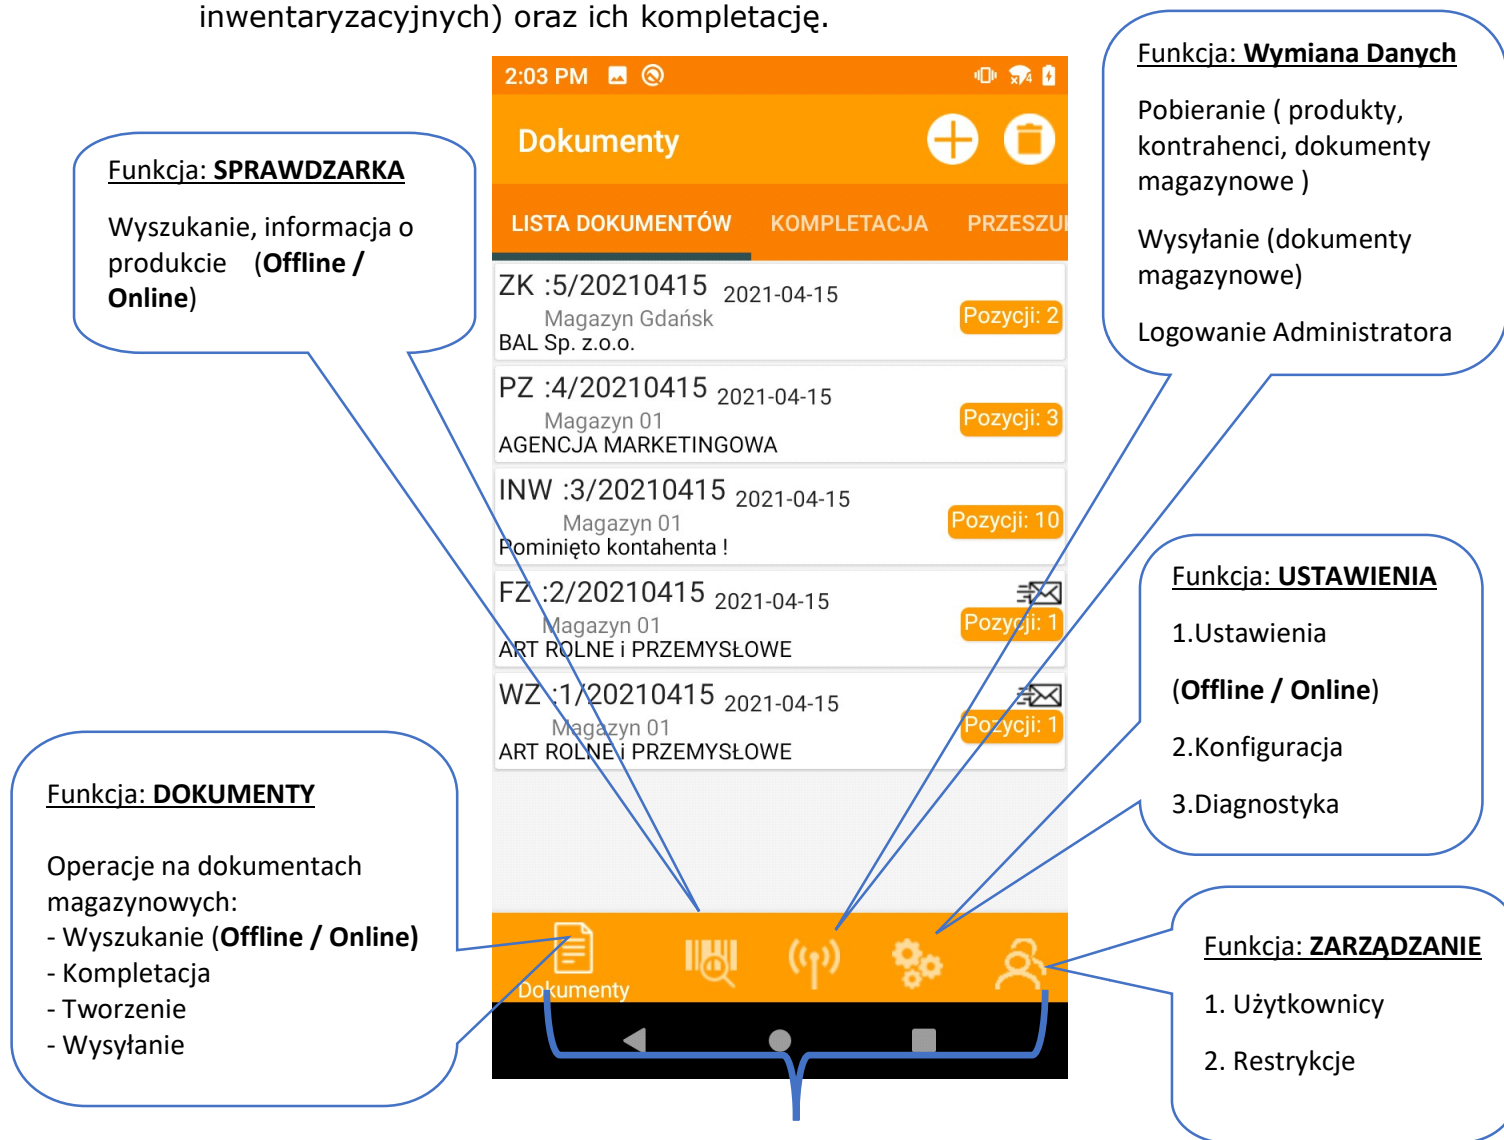 inwentaryzacyjnych) oraz ich kompletację.
Funkcja: Wymiana Danych
Pobieranie ( produkty,
kontrahenci, dokumenty
magazynowe )
Wysyłanie (dokumenty
magazynowe)
Logowanie Administratora
Funkcja: SPRAWDZARKA
Wyszukanie, informacja o
produkcie (Offline /
Online)
2:03 PM
x4
Dokumenty
LISTA DOKUMENTÓW KOMPLETACJA PRZESZU
ZK :5/20210415 2021-04-15
Magazyn Gdańsk
Pozycji: 2
BAL Sp. z.o.o.
PZ :4/20210415 2021-04-15
Magazyn 01
Pozycji: 3
AGENCJA MARKETINGOWA
INW :3/20210415 2021-04-15
Magazyn 01
Pozycji: 10
Pominięto kontahenta !
FZ :2/20210415 2021-04-15
Magazyn 01
Pozycji: 1
ART ROLNE i PRZEMYSŁOWE
WZ :1/20210415 2021-04-15
Magazyn 01
Pozycji: 1
ART ROLNE i PRZEMYSŁOWE
Dokumenty
Funkcja: USTAWIENIA
1.Ustawienia
(Offline / Online)
2.Konfiguracja
3.Diagnostyka
Funkcja: DOKUMENTY
Operacje na dokumentach
magazynowych:
- Wyszukanie (Offline / Online)
- Kompletacja
- Tworzenie
- Wysyłanie
Funkcja: ZARZĄDZANIE
1. Użytkownicy
2. Restrykcje